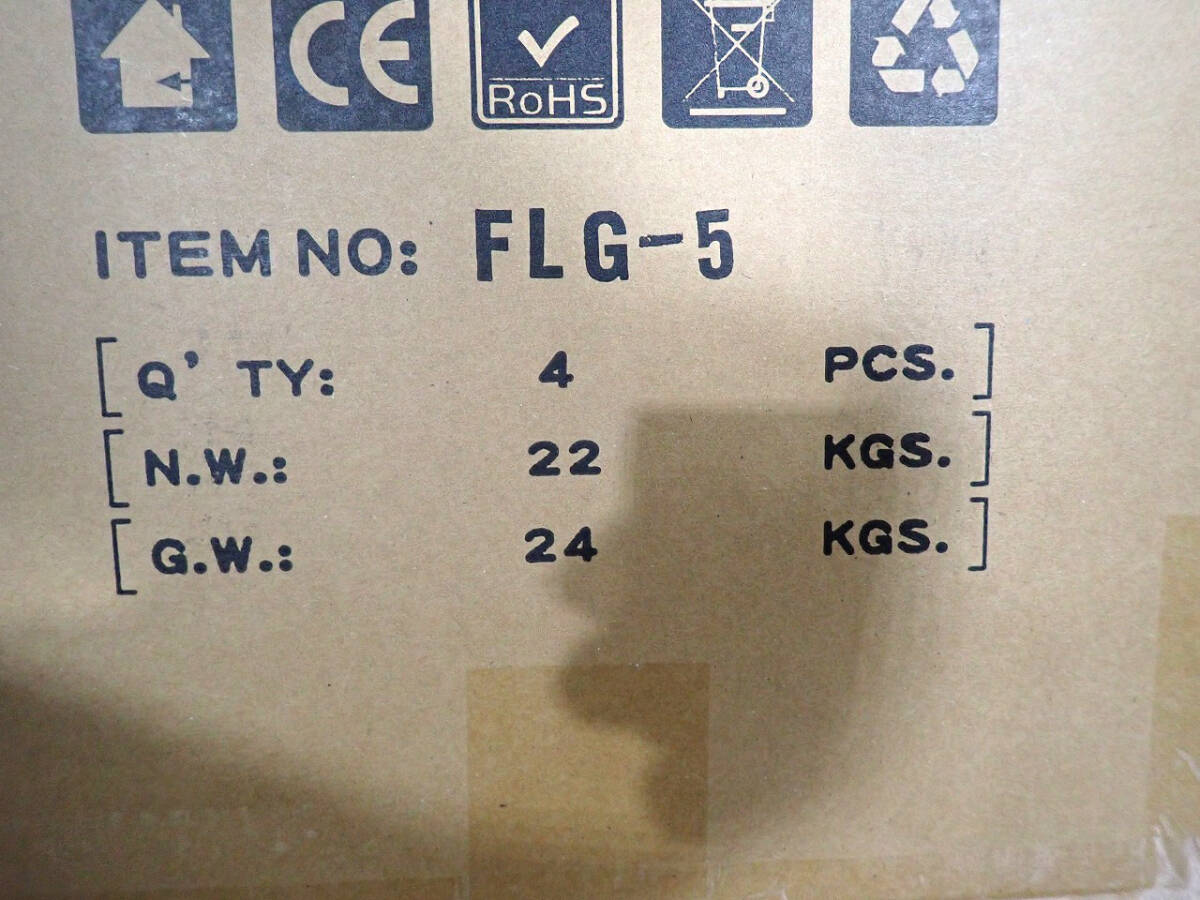 CE
RoHS
ITEM NO: FLG-5
[Q'TY: 4 PCS.]
[N.W.: 22 KGS.]
[G.W.: 24 KGS.]